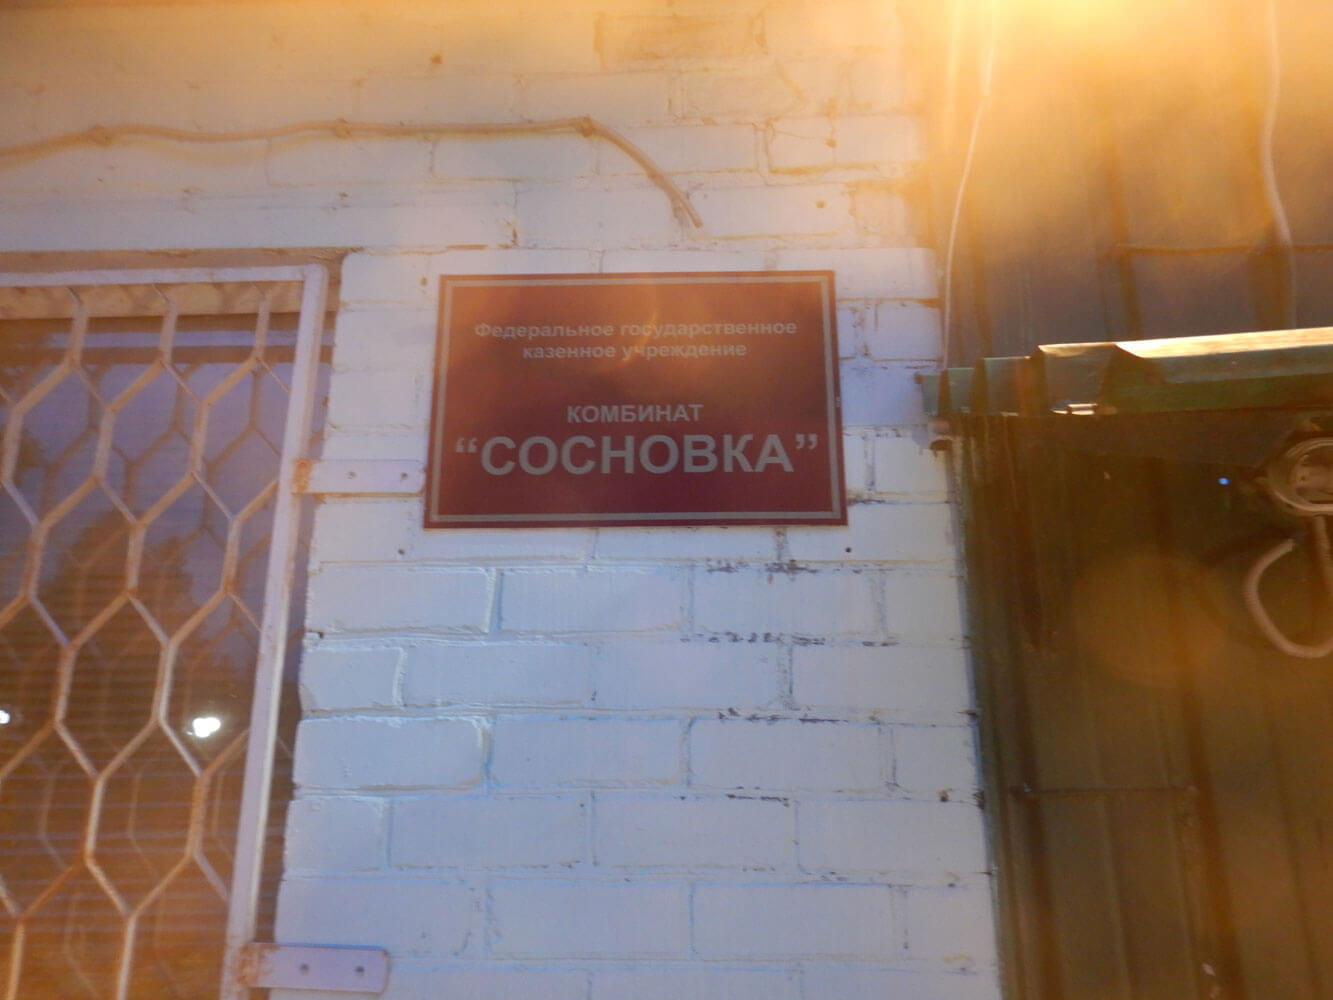 Федеральное государственное
казенное учреждение
КОМБИНАТ
“СОСНОВКА”